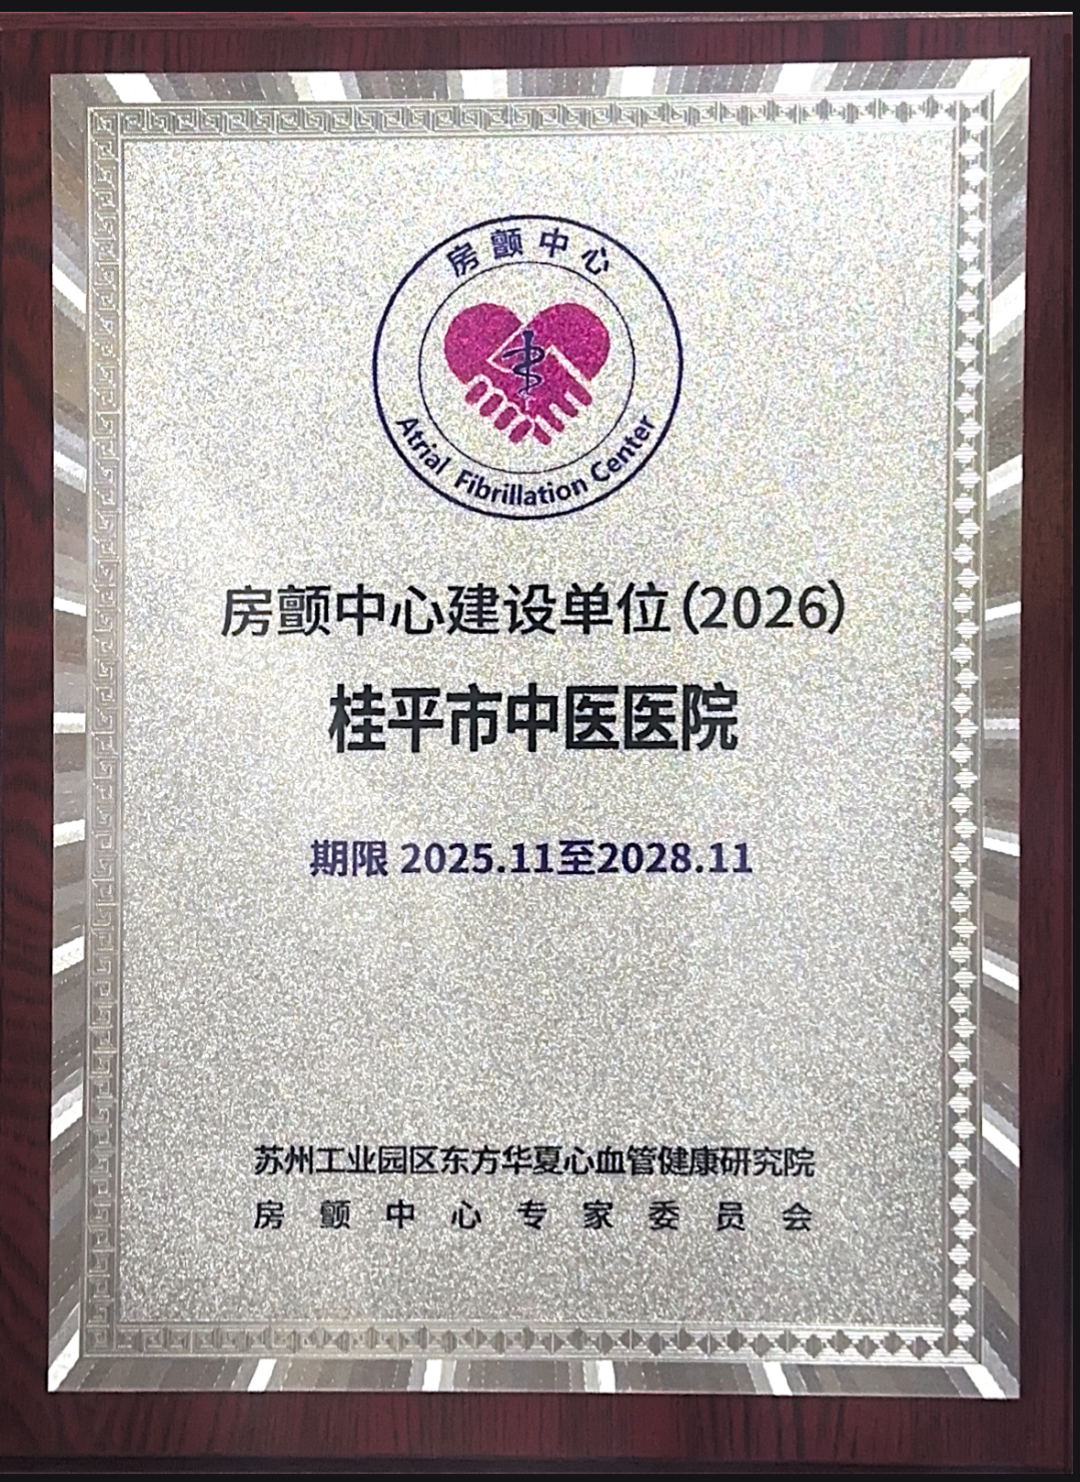 房颤中心
Atrial Fibrillation Center
房颤中心建设单位(2026)
桂平市中医医院
期限 2025.11至2028.11
苏州工业园区东方华夏心血管健康研究院
房颤中心专家委员会